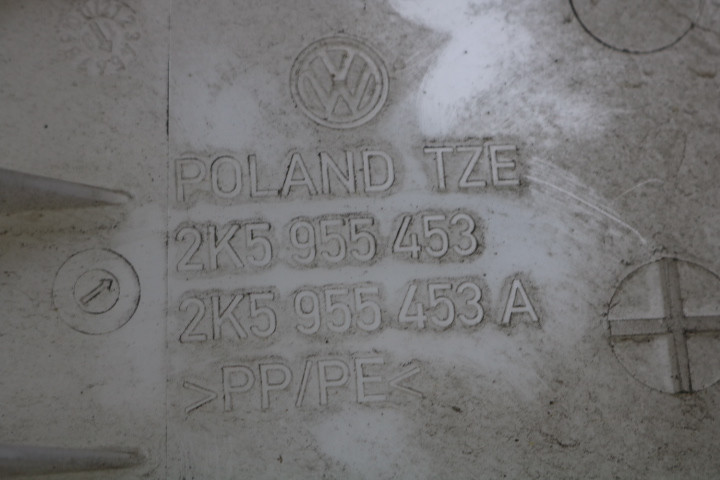 POLAND TZE
2K5 955 453
2K5 955 453 A
>PP/PE<